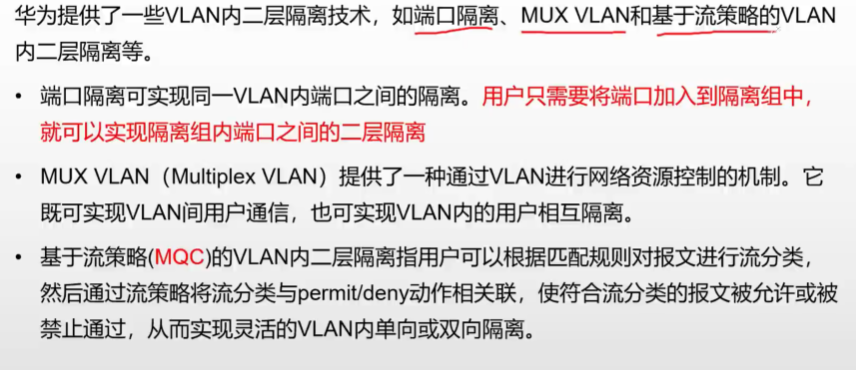 华为提供了一些VLAN内二层隔离技术，如端口隔离、MUX VLAN和基于流策略的VLAN
内二层隔离等。
• 端口隔离可实现同一VLAN内端口之间的隔离。用户只需要将端口加入到隔离组中，
就可以实现隔离组内端口之间的二层隔离
• MUX VLAN（Multiplex VLAN）提供了一种通过VLAN进行网络资源控制的机制。它
既可实现VLAN间用户通信，也可实现VLAN内的用户相互隔离。
• 基于流策略(MQC)的VLAN内二层隔离指用户可以根据匹配规则对报文进行流分类，
然后通过流策略将流分类与permit/deny动作相关联，使符合流分类的报文被允许或被
禁止通过，从而实现灵活的VLAN内单向或双向隔离。